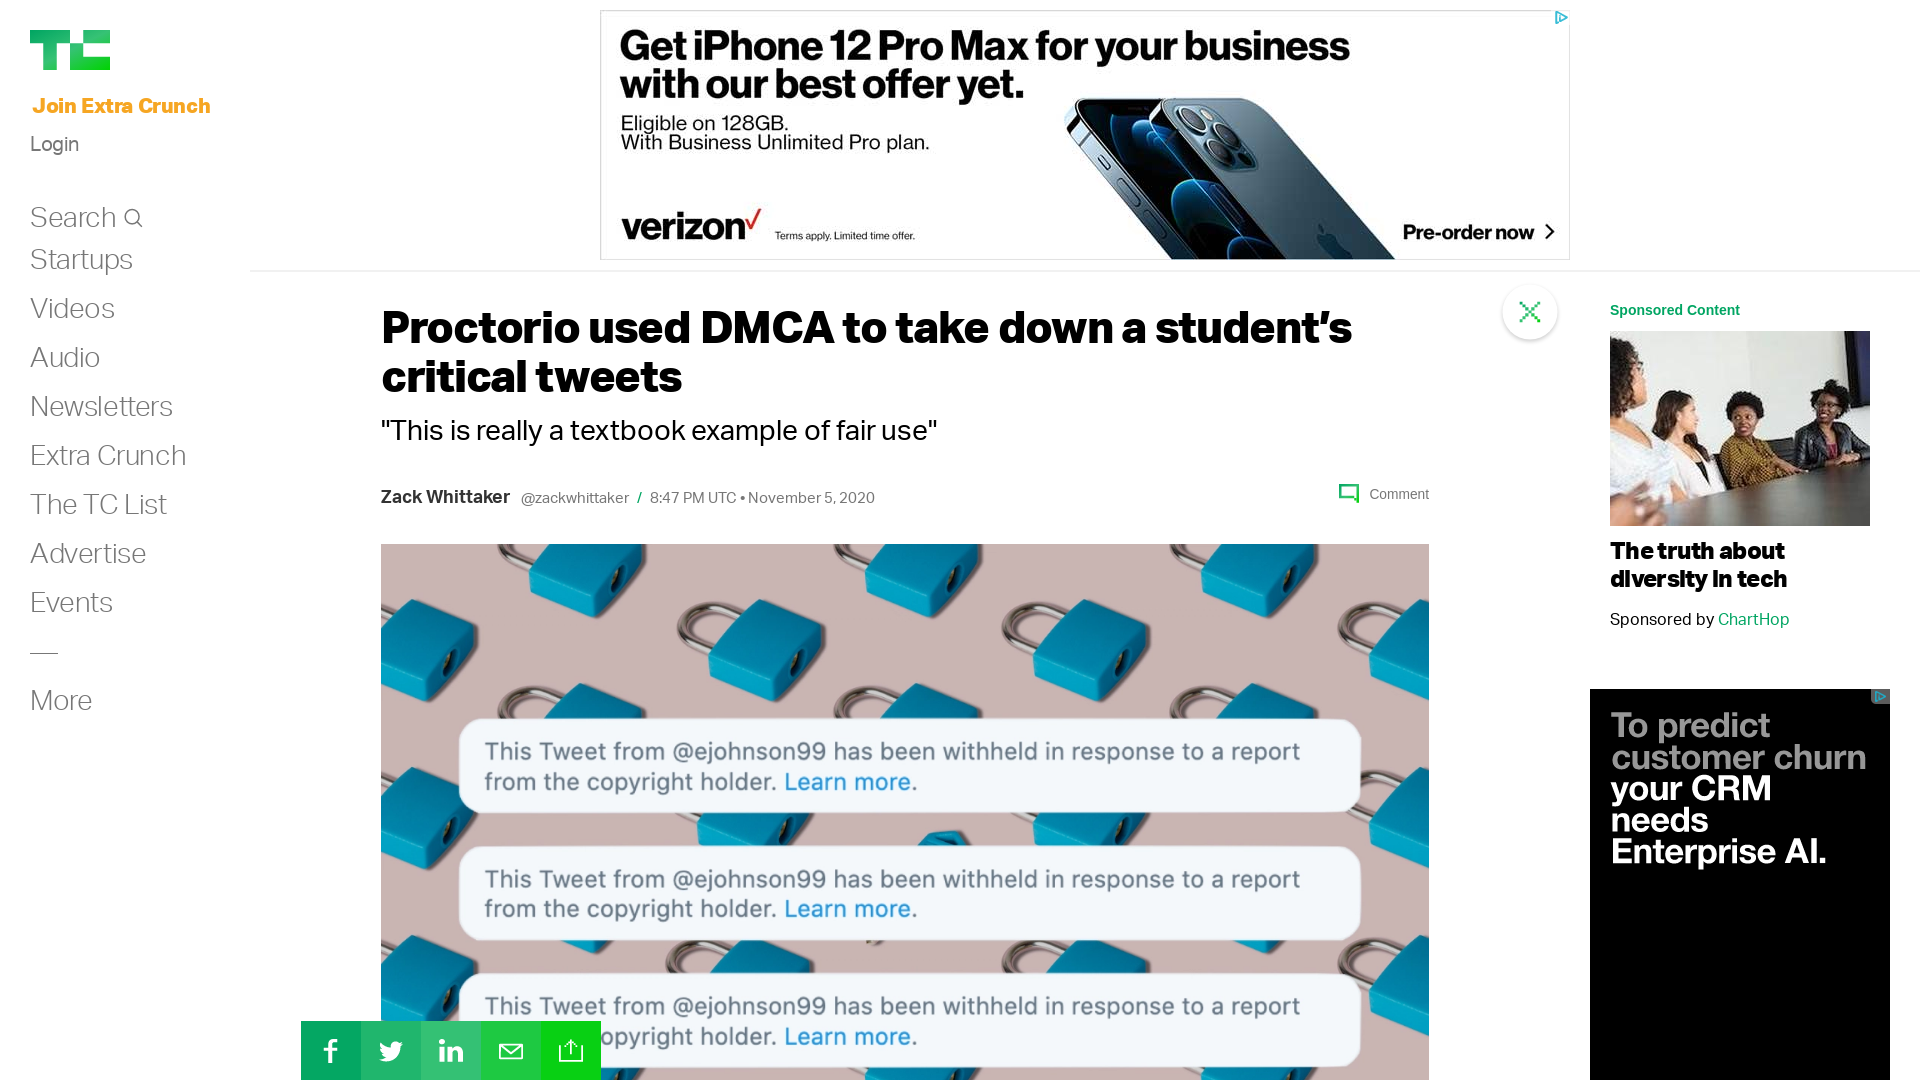 TC
Join Extra Crunch
Login
Search
Startups
Videos
Audio
Newsletters
Extra Crunch
The TC List
Advertise
Events
—
More
Get iPhone 12 Pro Max for your business
with our best offer yet.
Eligible on 128GB.
With Business Unlimited Pro plan.
verizon
Terms apply. Limited time offer.
Pre-order now
Proctorio used DMCA to take down a student’s
critical tweets
"This is really a textbook example of fair use"
Zack Whittaker @zackwhittaker / 8:47 PM UTC • November 5, 2020
Comment
This Tweet from @ejohnson99 has been withheld in response to a report
from the copyright holder. Learn more.
This Tweet from @ejohnson99 has been withheld in response to a report
from the copyright holder. Learn more.
This Tweet from @ejohnson99 has been withheld in response to a report
opyright holder. Learn more.
Sponsored Content
The truth about
diversity in tech
Sponsored by ChartHop
To predict
customer churn
your CRM
needs
Enterprise AI.